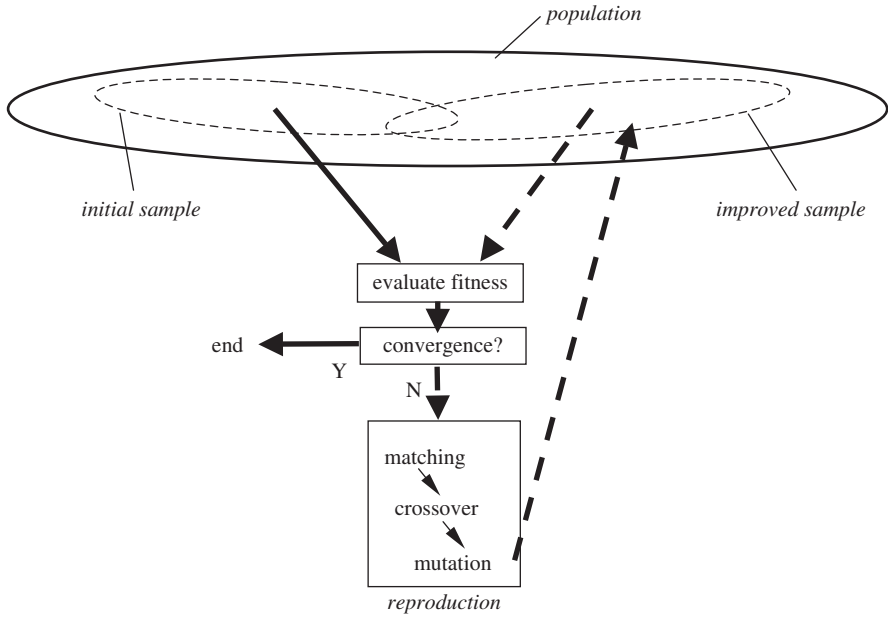 population
initial sample
improved sample
evaluate fitness
end
convergence?
Y
N
matching
crossover
mutation
reproduction